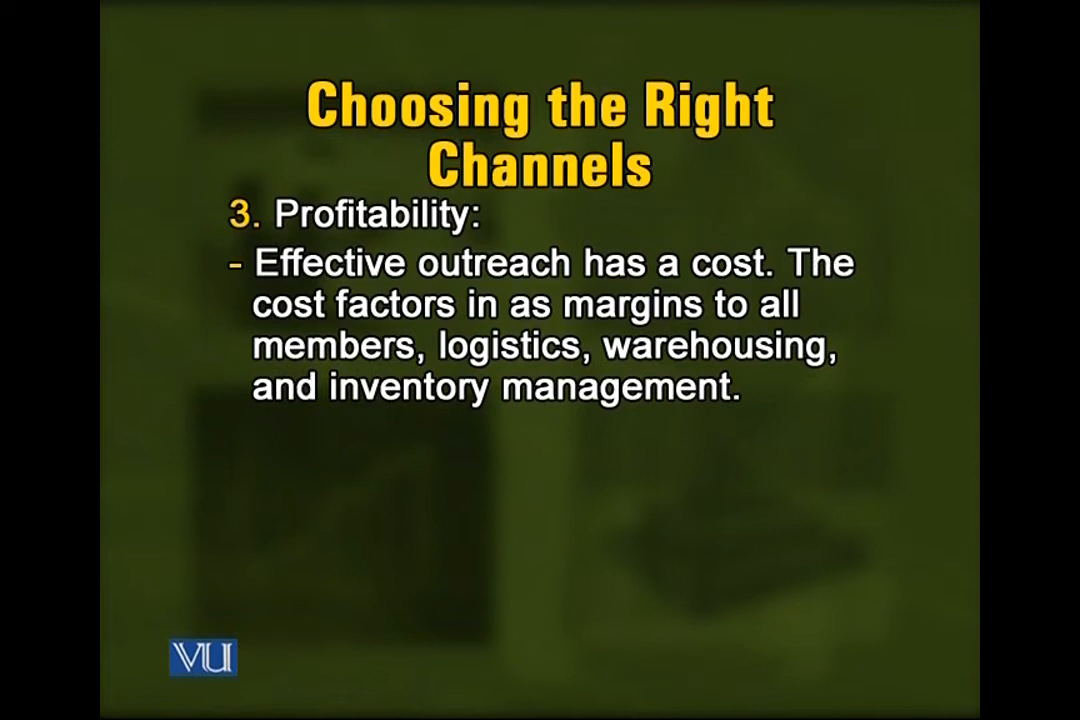 Choosing the Right
Channels
3. Profitability:
- Effective outreach has a cost. The
cost factors in as margins to all
members, logistics, warehousing,
and inventory management.
VU